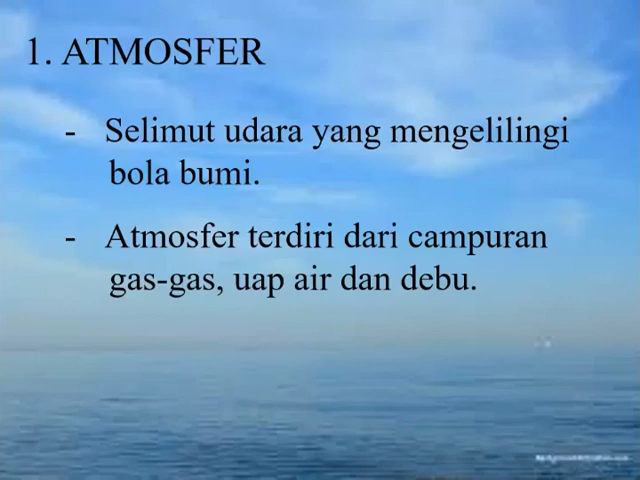 1. ATMOSFER
- Selimut udara yang mengelilingi
bola bumi.
- Atmosfer terdiri dari campuran
gas-gas, uap air dan debu.